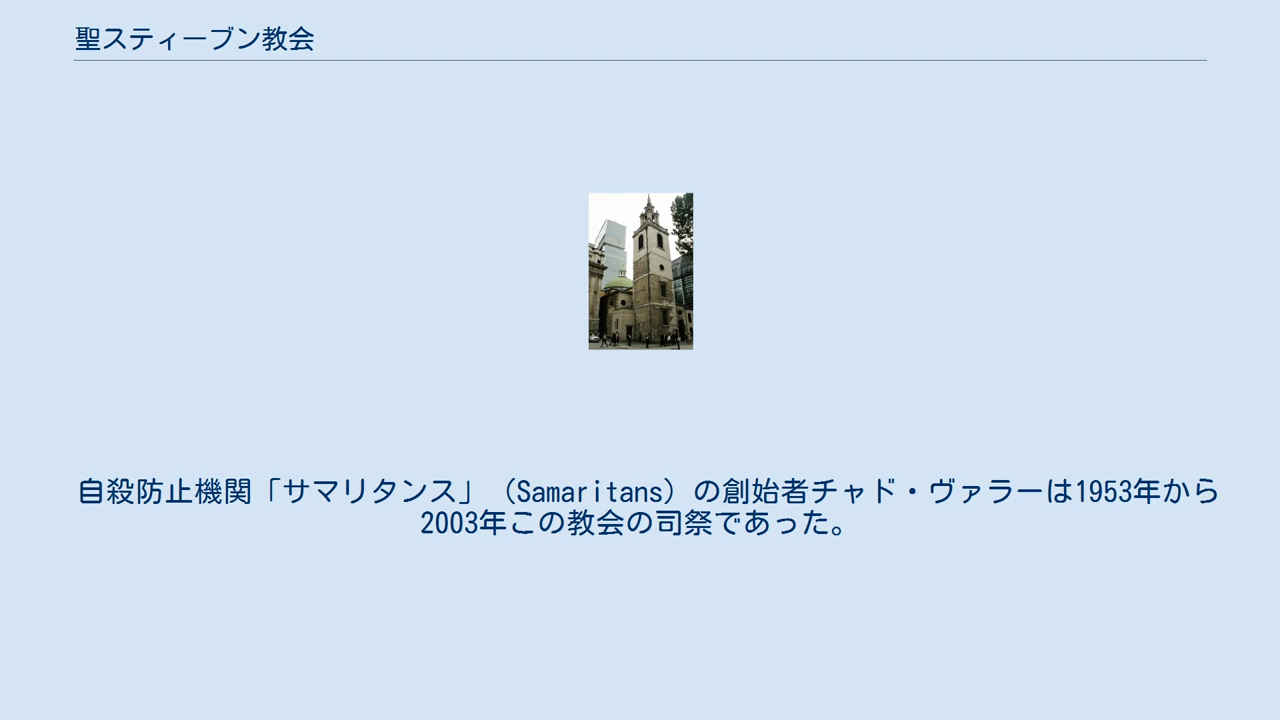 聖スティーブン教会
自殺防止機関「サマリタンス」（Samaritans）の創始者チャド・ヴァラーは1953年から
2003年この教会の司祭であった。